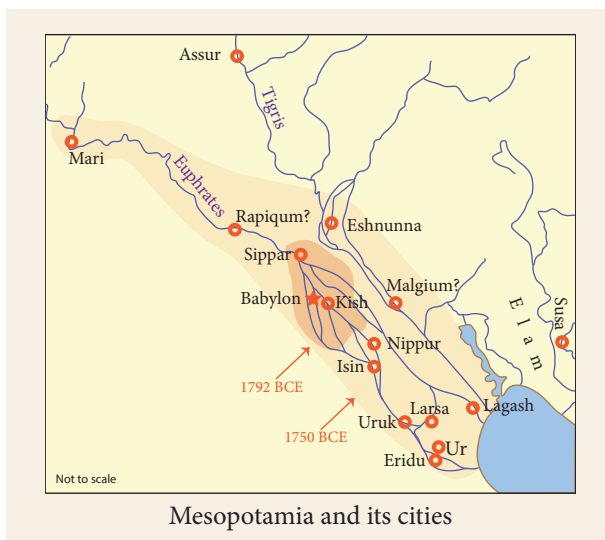 Assur
Tigris
Mari
Euphrates
Rapiqum?
Eshnunna
Sippar
Malgium?
Babylon
Kish
Elam
Susa
Nippur
Isin
1792 BCE
Larsa
Lagash
Uruk
1750 BCE
Ur
Eridu
Not to scale
Mesopotamia and its cities